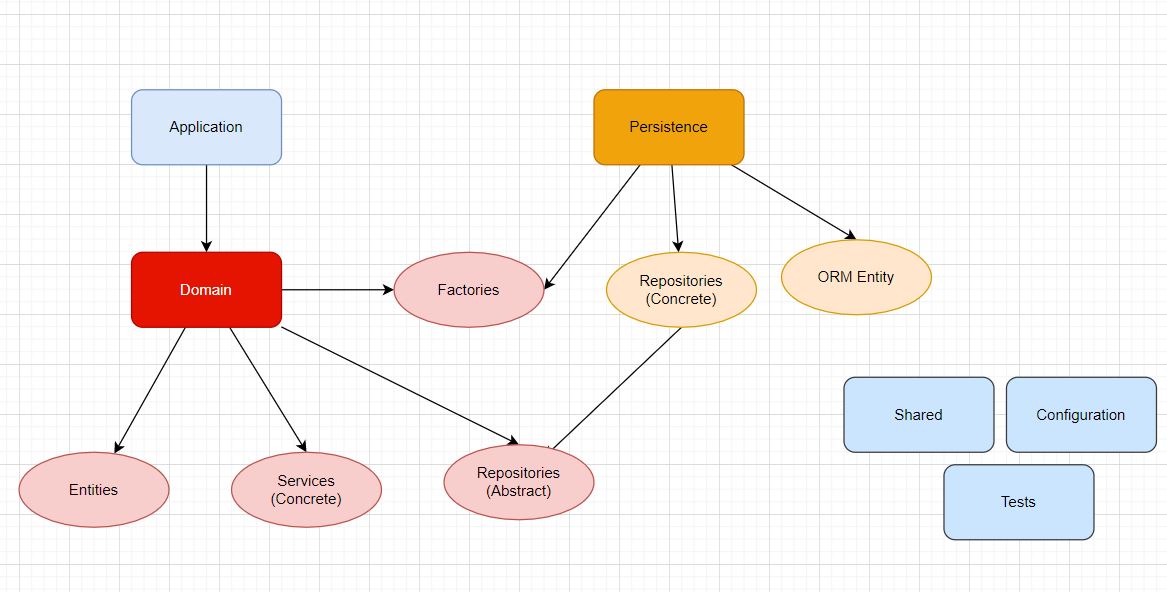 Application
Persistence
Domain
Factories
Repositories
(Concrete)
ORM Entity
Shared
Configuration
Entities
Services
(Concrete)
Repositories
(Abstract)
Tests